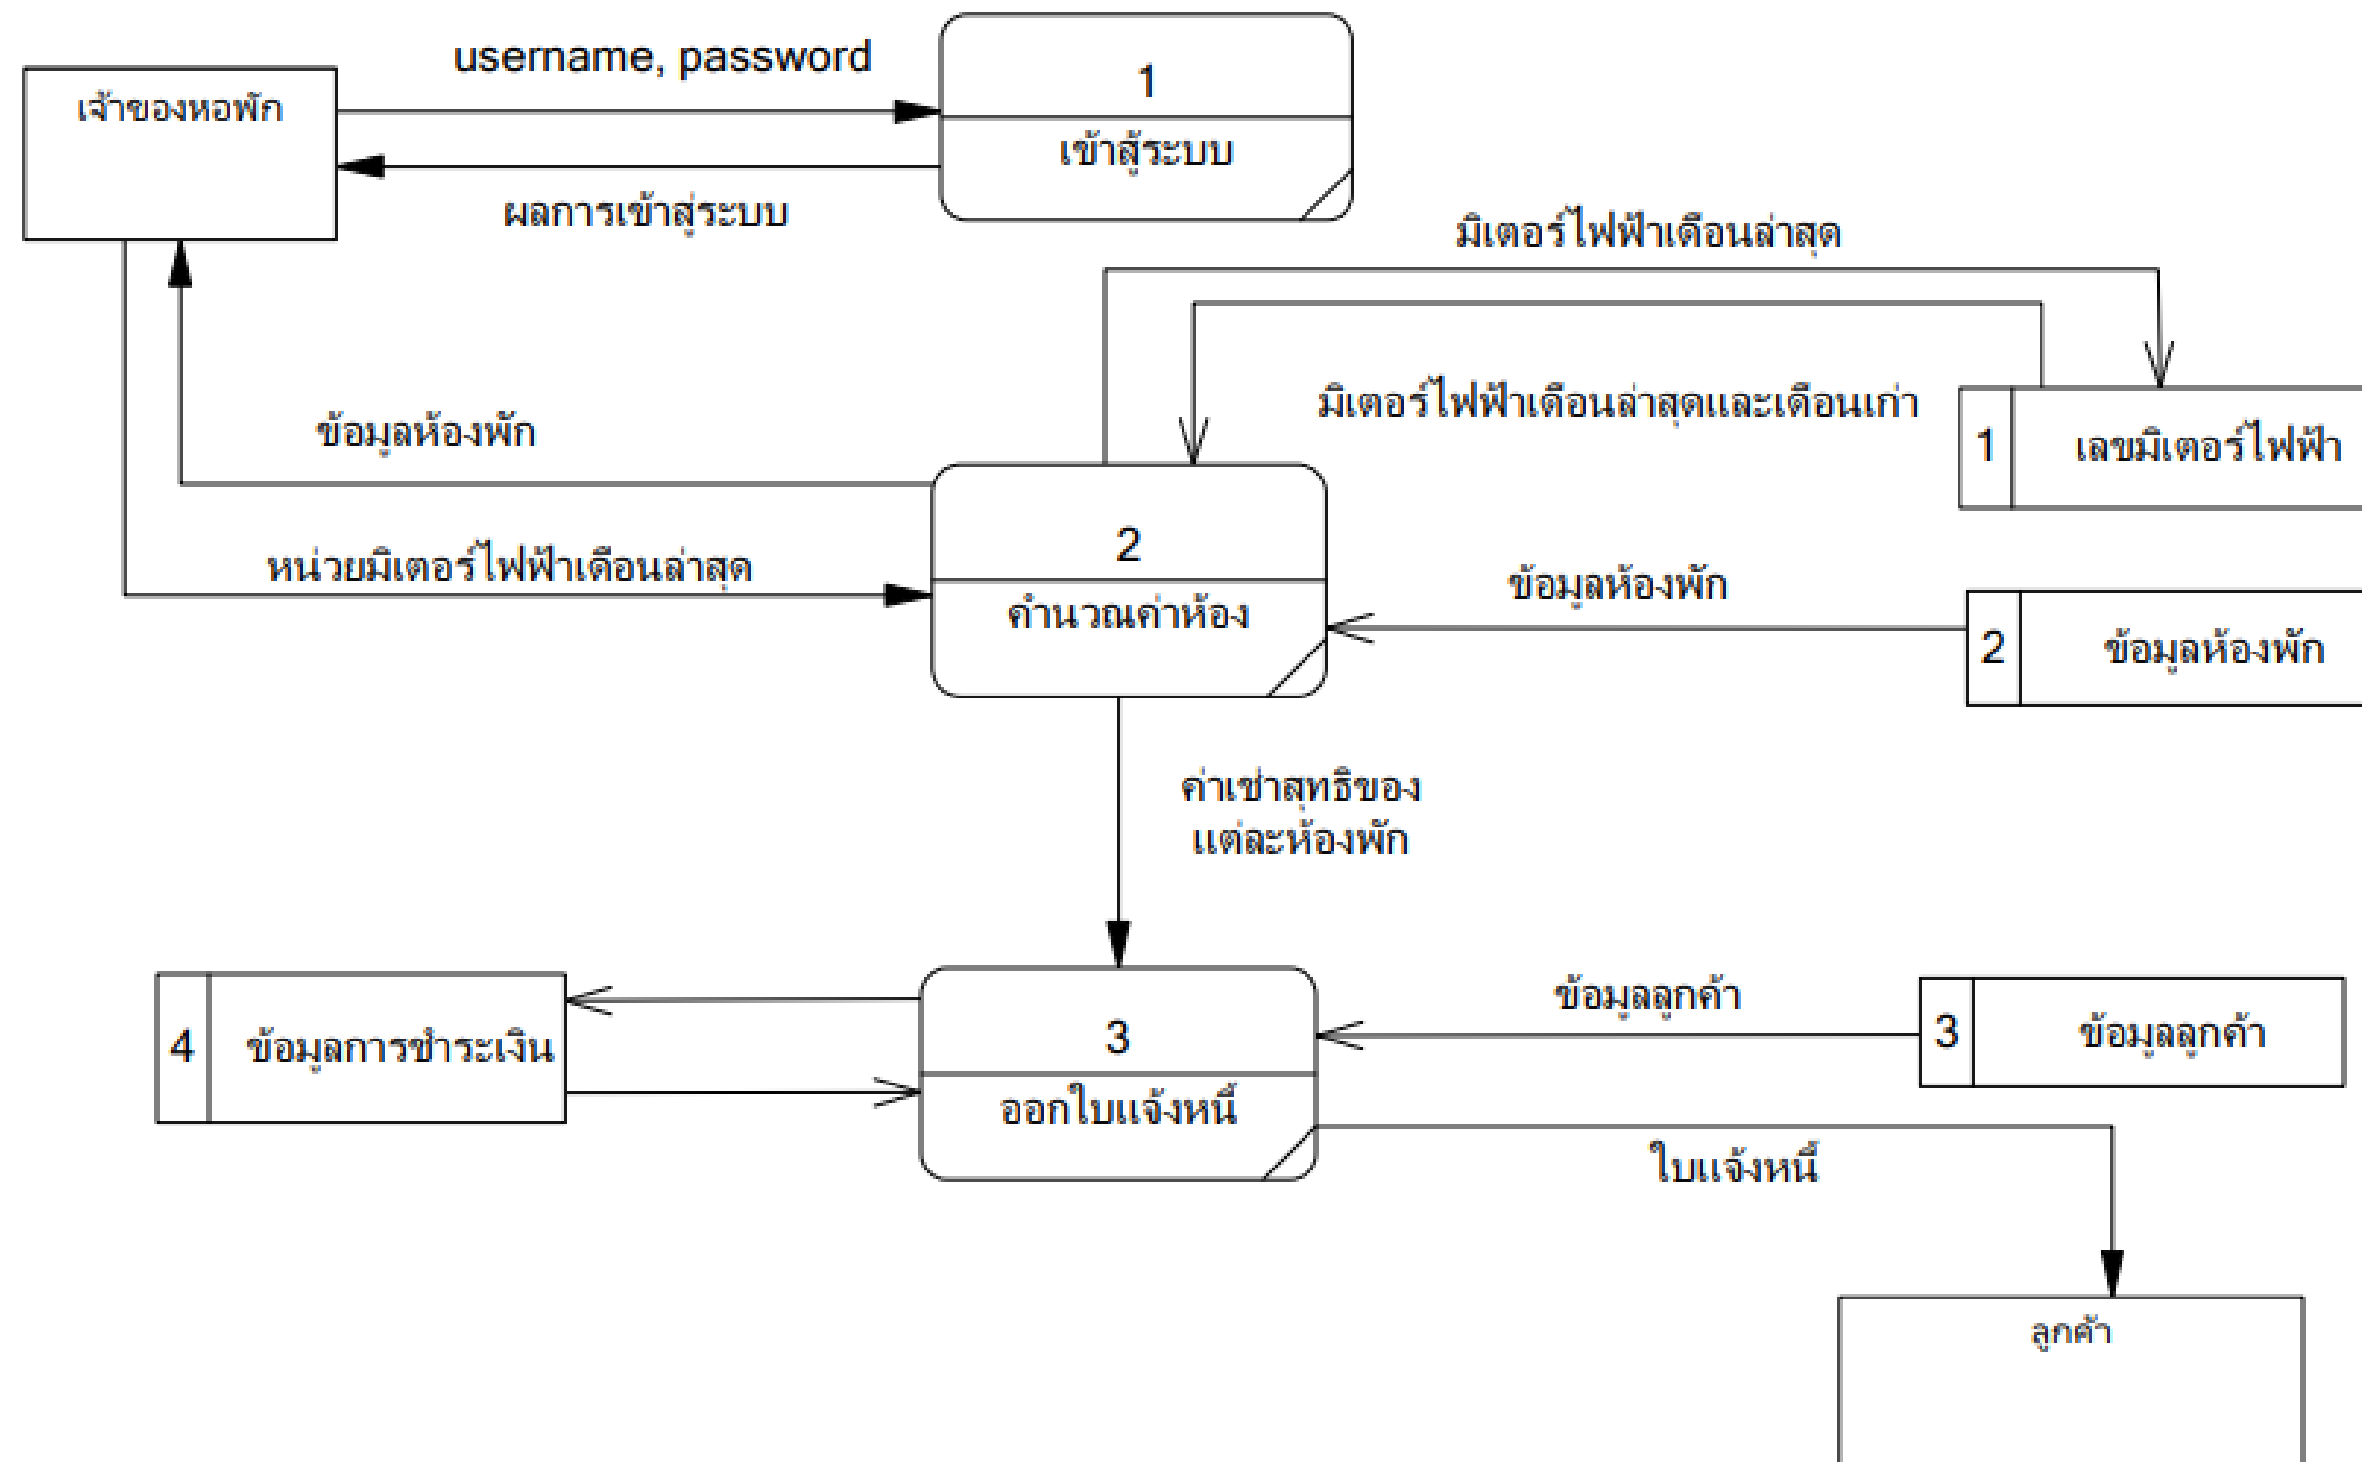 username, password
เจ้าของหอพัก
1
เข้าสู่ระบบ
ผลการเข้าสู่ระบบ
มิเตอร์ไฟฟ้าเดือนล่าสุด
มิเตอร์ไฟฟ้าเดือนล่าสุดและเดือนเก่า
1
เลขมิเตอร์ไฟฟ้า
ข้อมูลห้องพัก
หน่วยมิเตอร์ไฟฟ้าเดือนล่าสุด
2
คำนวณค่าห้อง
ข้อมูลห้องพัก
2
ข้อมูลห้องพัก
ค่าเช่าสุทธิของ
แต่ละห้องพัก
4
ข้อมูลการชำระเงิน
3
ออกใบแจ้งหนี้
ข้อมูลลูกค้า
3
ข้อมูลลูกค้า
ใบแจ้งหนี้
ลูกค้า